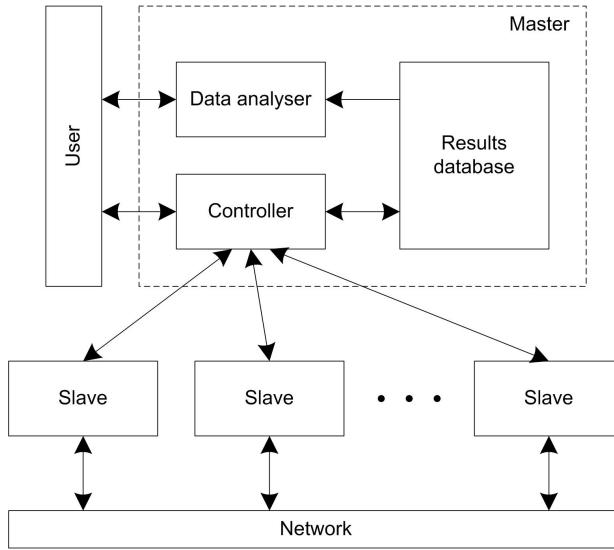 Master
User
Data analyser
Results
database
Controller
Slave
Slave
Slave
Network